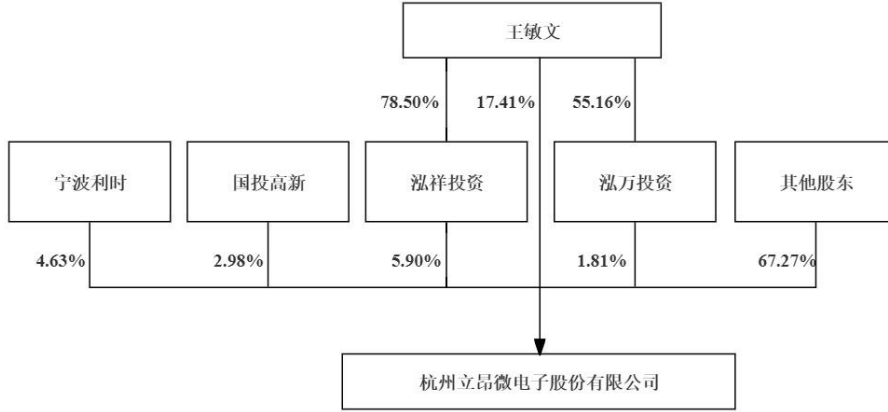 王敏文
78.50%
17.41%
55.16%
宁波利时
国投高新
泓祥投资
泓万投资
其他股东
4.63%
2.98%
5.90%
1.81%
67.27%
杭州立昂微电子股份有限公司